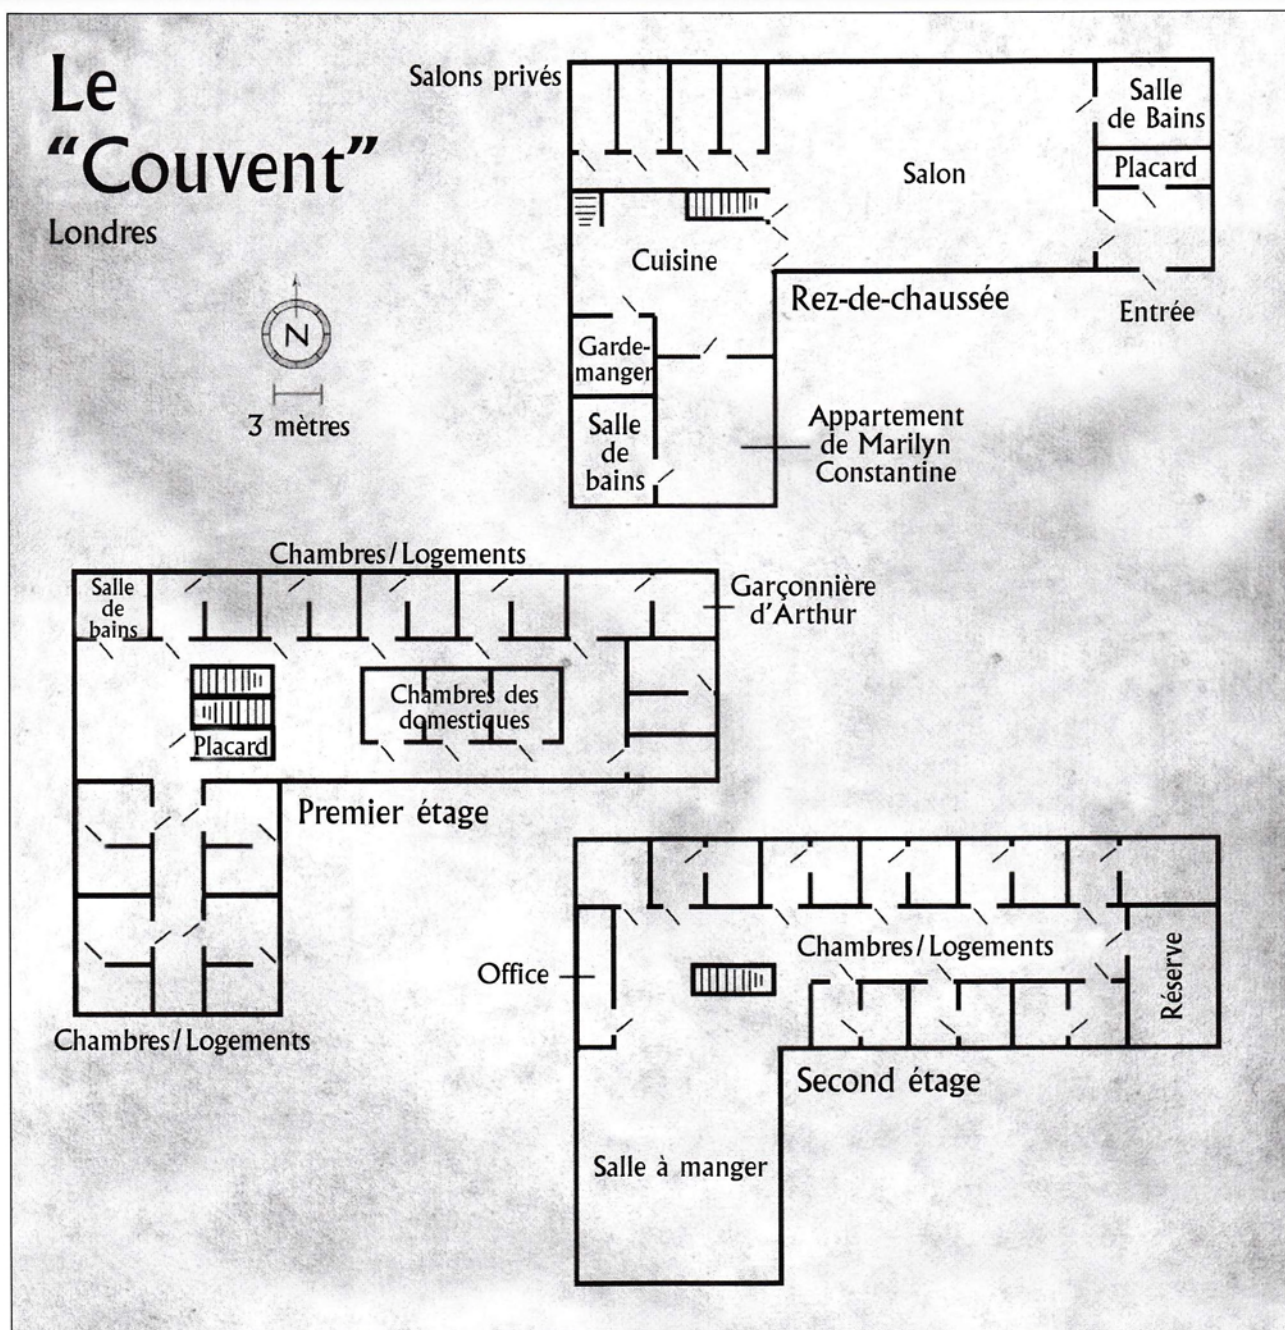 Le
“Couvent”
Londres
N
3 mètres
Salons privés
Salon
Salle
de Bains
Placard
Cuisine
Rez-de-chaussée
Entrée
Garde-
manger
Salle
de
bains
Appartement
de Marilyn
Constantine
Chambres/Logements
Salle
de
bains
Garçonnière
d’Arthur
Chambres des
domestiques
Placard
Premier étage
Chambres/Logements
Chambres/Logements
Office
Réserve
Second étage
Salle à manger